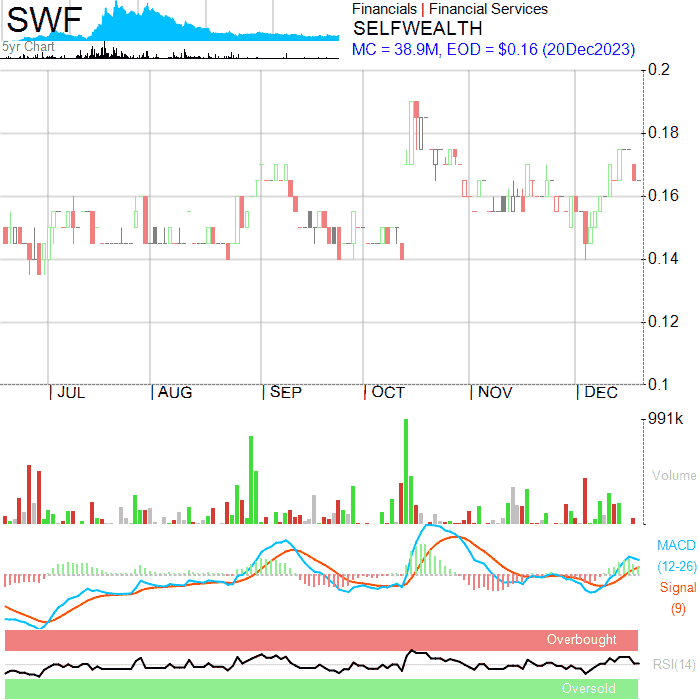 SWF
5yr Chart
Financials | Financial Services
SELFWEALTH
MC = 38.9M, EOD = $0.16 (20Dec2023)
0.2
0.18
0.16
0.14
0.12
0.1
JUL AUG SEP OCT NOV DEC
991k
Volume
MACD
(12-26)
Signal
(9)
Overbought
RSI(14)
Oversold